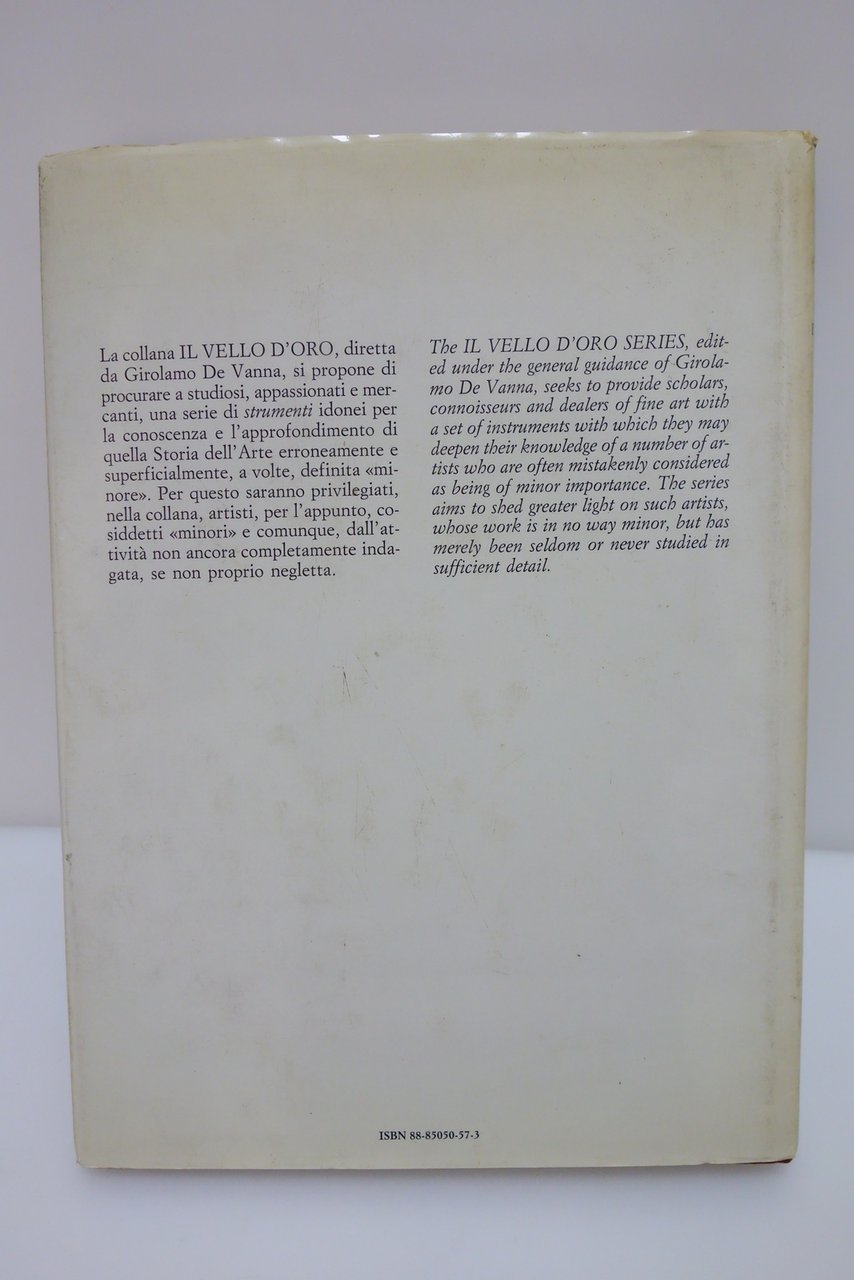 La collana IL VELLO D'ORO, diretta
da Girolamo De Vanna, si propone di
procurare a studiosi, appassionati e mer-
canti, una serie di strumenti idonei per
la conoscenza e l'approfondimento di
quella Storia dell'Arte erroneamente e
superficialmente, a volte, definita «mi-
nore». Per questo saranno privilegiati,
nella collana, artisti, per l'appunto, co-
siddetti «minori» e comunque, dall'at-
tività non ancora completamente inda-
gata, se non proprio negletta.
The IL VELLO D'ORO SERIES, edit-
ed under the general guidance of Girola-
mo De Vanna, seeks to provide scholars,
connoisseurs and dealers of fine art with
a set of instruments with which they may
deepen their knowledge of a number of ar-
tists who are often mistakenly considered
as being of minor importance. The series
aims to shed greater light on such artists,
whose work is in no way minor, but has
merely been seldom or never studied in
sufficient detail.
ISBN 88-85050-57-3